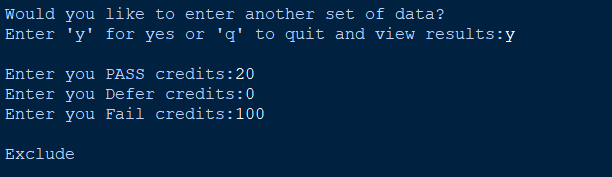 Would you like to enter another set of data?
Enter 'y' for yes or 'q' to quit and view results:y
Enter you PASS credits:20
Enter you Defer credits:0
Enter you Fail credits:100
Exclude